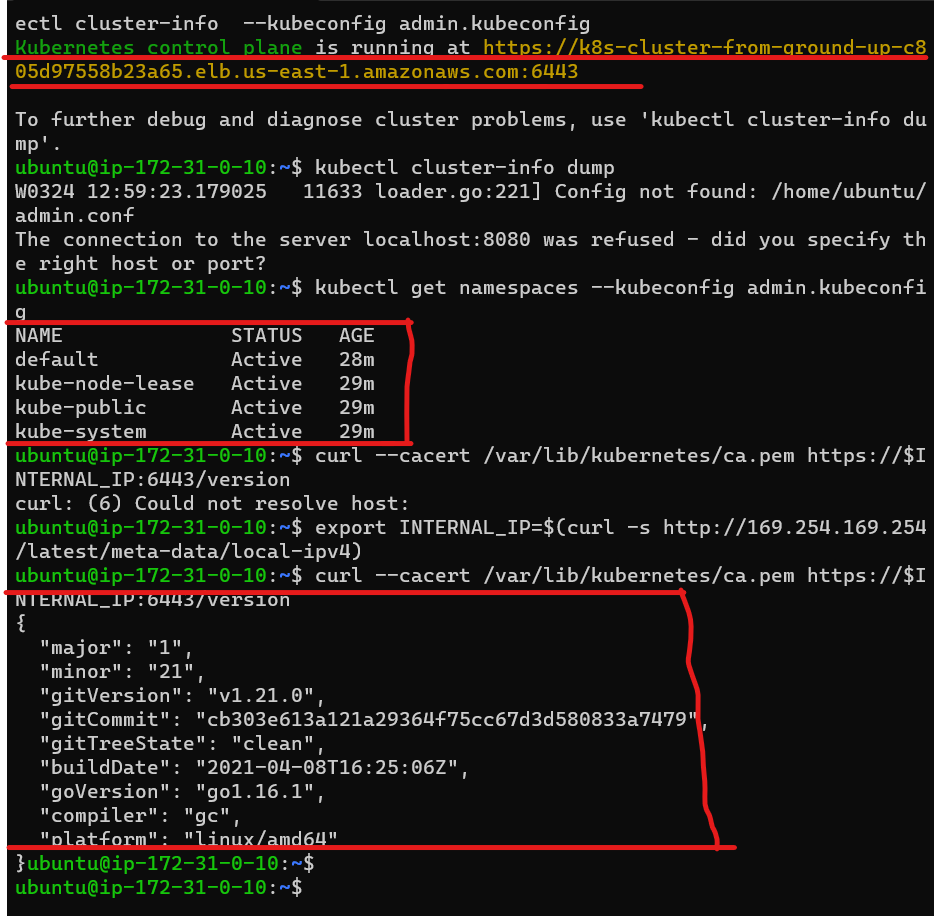 ectl cluster-info  --kubeconfig admin.kubeconfig
Kubernetes control plane is running at https://k8s-cluster-from-ground-up-c8
05d97558b23a65.elb.us-east-1.amazonaws.com:6443
To further debug and diagnose cluster problems, use 'kubectl cluster-info du
mp'.
ubuntu@ip-172-31-0-10:~$ kubectl cluster-info dump
W0324 12:59:23.179025   11633 loader.go:221] Config not found: /home/ubuntu/
admin.conf
The connection to the server localhost:8080 was refused - did you specify th
e right host or port?
ubuntu@ip-172-31-0-10:~$ kubectl get namespaces --kubeconfig admin.kubeconfi
g
NAME              STATUS   AGE
default           Active   28m
kube-node-lease   Active   29m
kube-public       Active   29m
kube-system       Active   29m
ubuntu@ip-172-31-0-10:~$ curl --cacert /var/lib/kubernetes/ca.pem https://$I
NTERNAL_IP:6443/version
curl: (6) Could not resolve host:
ubuntu@ip-172-31-0-10:~$ export INTERNAL_IP=$(curl -s http://169.254.169.254
/latest/meta-data/local-ipv4)
ubuntu@ip-172-31-0-10:~$ curl --cacert /var/lib/kubernetes/ca.pem https://$I
NTERNAL_IP:6443/version
{
  "major": "1",
  "minor": "21",
  "gitVersion": "v1.21.0",
  "gitCommit": "cb303e613a121a29364f75cc67d3d580833a7479",
  "gitTreeState": "clean",
  "buildDate": "2021-04-08T16:25:06Z",
  "goVersion": "go1.16.1",
  "compiler": "gc",
  "platform": "linux/amd64"
}ubuntu@ip-172-31-0-10:~$
ubuntu@ip-172-31-0-10:~$